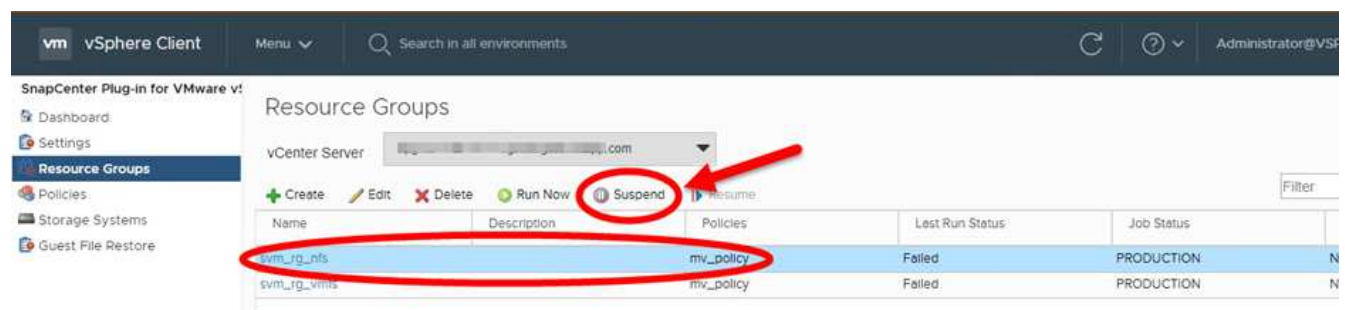 vm vSphere Client Menu Search in all environments Administrator@VSP
SnapCenter Plug-in for VMware vS
Dashboard
Settings
Resource Groups
Policies
Storage Systems
Guest File Restore
Resource Groups
vCenter Server .com
Create Edit Delete Run Now Suspend Resume
Filter
Name Description Policies Last Run Status Job Status
svm_rg_nfs mv_policy Failed PRODUCTION N
svm_rg_vmfs mv_policy Failed PRODUCTION N